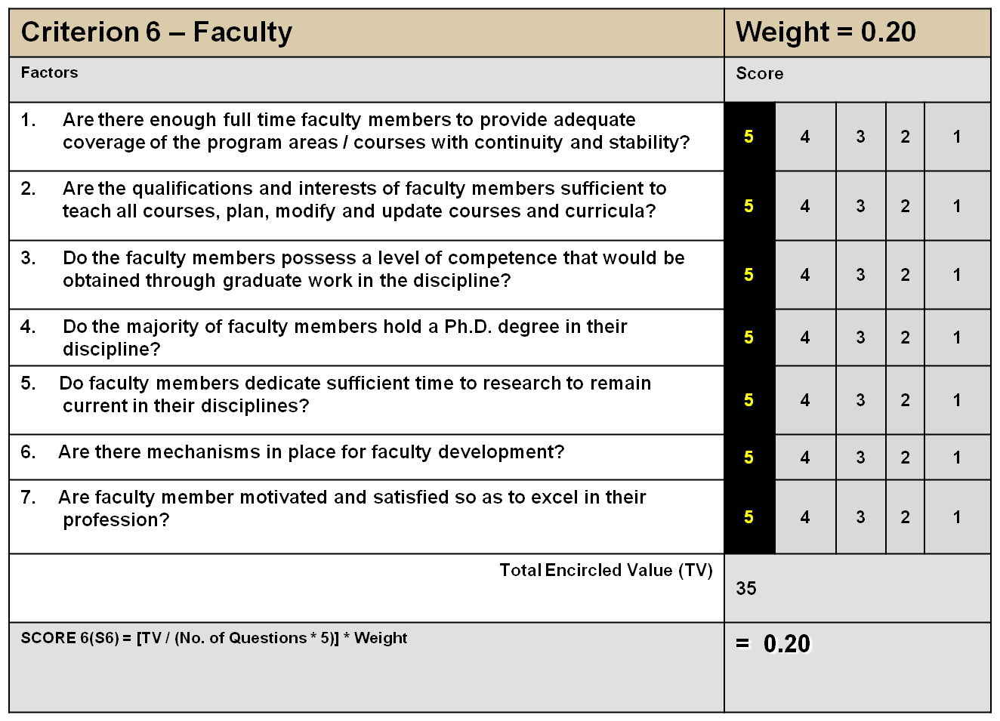 Criterion 6 – Faculty
Weight = 0.20
Factors
Score
1. Are there enough full time faculty members to provide adequate
coverage of the program areas / courses with continuity and stability?
5 4 3 2 1
2. Are the qualifications and interests of faculty members sufficient to
teach all courses, plan, modify and update courses and curricula?
5 4 3 2 1
3. Do the faculty members possess a level of competence that would be
obtained through graduate work in the discipline?
5 4 3 2 1
4. Do the majority of faculty members hold a Ph.D. degree in their
discipline?
5 4 3 2 1
5. Do faculty members dedicate sufficient time to research to remain
current in their disciplines?
5 4 3 2 1
6. Are there mechanisms in place for faculty development?
5 4 3 2 1
7. Are faculty member motivated and satisfied so as to excel in their
profession?
5 4 3 2 1
Total Encircled Value (TV)
35
SCORE 6(S6) = [TV / (No. of Questions * 5)] * Weight
= 0.20